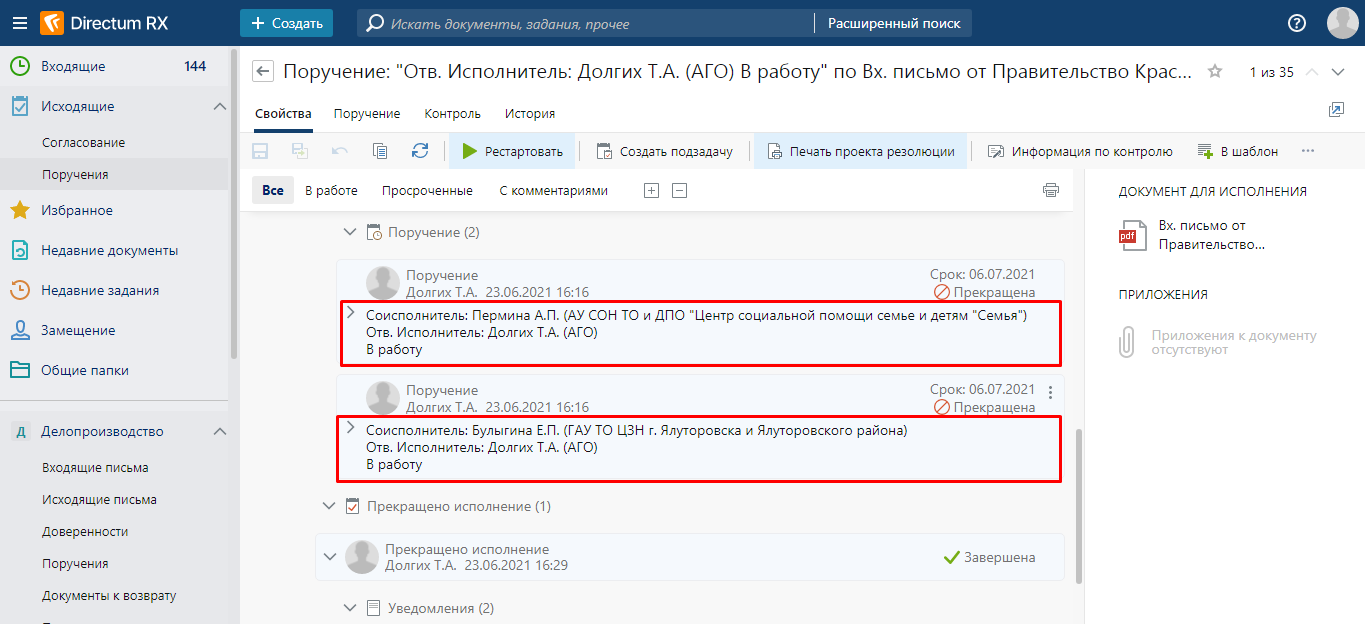 Directum RX
+ Создать
Искать документы, задания, прочее
Расширенный поиск
Входящие 144
Исходящие
Согласование
Поручения
Избранное
Недавние документы
Недавние задания
Замещение
Общие папки
Д Делопроизводство
Входящие письма
Исходящие письма
Доверенности
Поручения
Документы к возврату
Поручение: "Отв. Исполнитель: Долгих Т.А. (АГО) В работу" по Вх. письмо от Правительство Крас...
1 из 35
Свойства Поручение Контроль История
Рестартовать Создать подзадачу Печать проекта резолюции Информация по контролю В шаблон
Все В работе Просроченные С комментариями
Поручение (2)
Поручение
Долгих Т.А. 23.06.2021 16:16
Срок: 06.07.2021
Прекращена
Соисполнитель: Пермина А.П. (АУ СОН ТО и ДПО "Центр социальной помощи семье и детям "Семья")
Отв. Исполнитель: Долгих Т.А. (АГО)
В работу
Поручение
Долгих Т.А. 23.06.2021 16:16
Срок: 06.07.2021
Прекращена
Соисполнитель: Булыгина Е.П. (ГАУ ТО ЦЗН г. Ялуторовска и Ялуторовского района)
Отв. Исполнитель: Долгих Т.А. (АГО)
В работу
Прекращено исполнение (1)
Прекращено исполнение
Долгих Т.А. 23.06.2021 16:29
Завершена
Уведомления (2)
ДОКУМЕНТ ДЛЯ ИСПОЛНЕНИЯ
pdf
Вх. письмо от
Правительство...
ПРИЛОЖЕНИЯ
Приложения к документу
отсутствуют